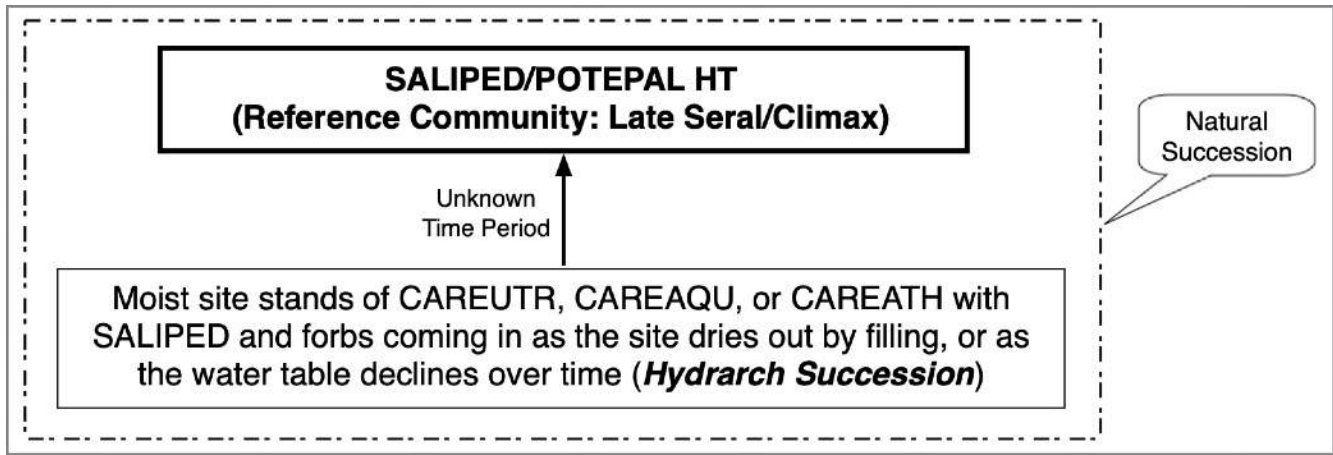 SALIPED/POTEPAL HT
(Reference Community: Late Seral/Climax)
Natural
Succession
Unknown
Time Period
Moist site stands of CAREUTR, CAREAQU, or CAREATH with
SALIPED and forbs coming in as the site dries out by filling, or as
the water table declines over time (Hydrarch Succession)